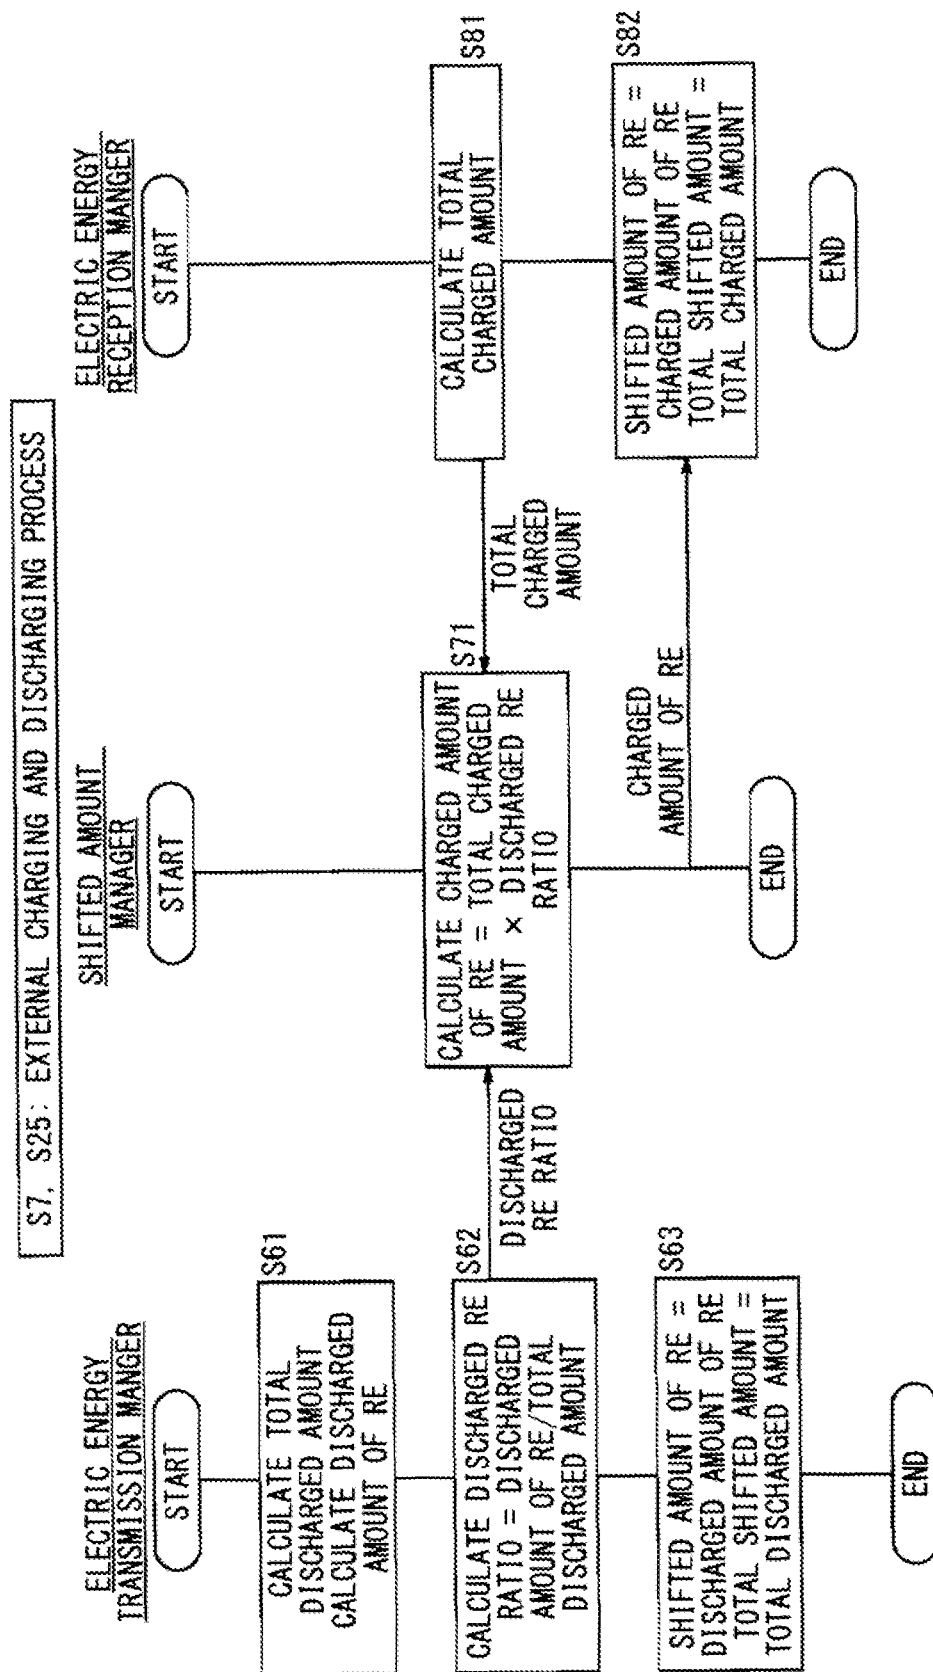 S7, S25: EXTERNAL CHARGING AND DISCHARGING PROCESS
ELECTRIC ENERGY
TRANSMISSION MANGER
START
CALCULATE TOTAL
DISCHARGED AMOUNT
CALCULATE DISCHARGED
AMOUNT OF RE
S61
CALCULATE DISCHARGED RE
RATIO = DISCHARGED
AMOUNT OF RE/TOTAL
DISCHARGED AMOUNT
S62
DISCHARGED
RE RATIO
SHIFTED AMOUNT OF RE =
DISCHARGED AMOUNT OF RE
TOTAL SHIFTED AMOUNT =
TOTAL DISCHARGED AMOUNT
S63
END
SHIFTED AMOUNT
MANAGER
START
CALCULATE CHARGED AMOUNT
OF RE = TOTAL CHARGED
AMOUNT × DISCHARGED RE
RATIO
S71
CHARGED
AMOUNT OF RE
END
ELECTRIC ENERGY
RECEPTION MANGER
START
CALCULATE TOTAL
CHARGED AMOUNT
S81
TOTAL
CHARGED
AMOUNT
SHIFTED AMOUNT OF RE =
CHARGED AMOUNT OF RE
TOTAL SHIFTED AMOUNT =
TOTAL CHARGED AMOUNT
S82
END